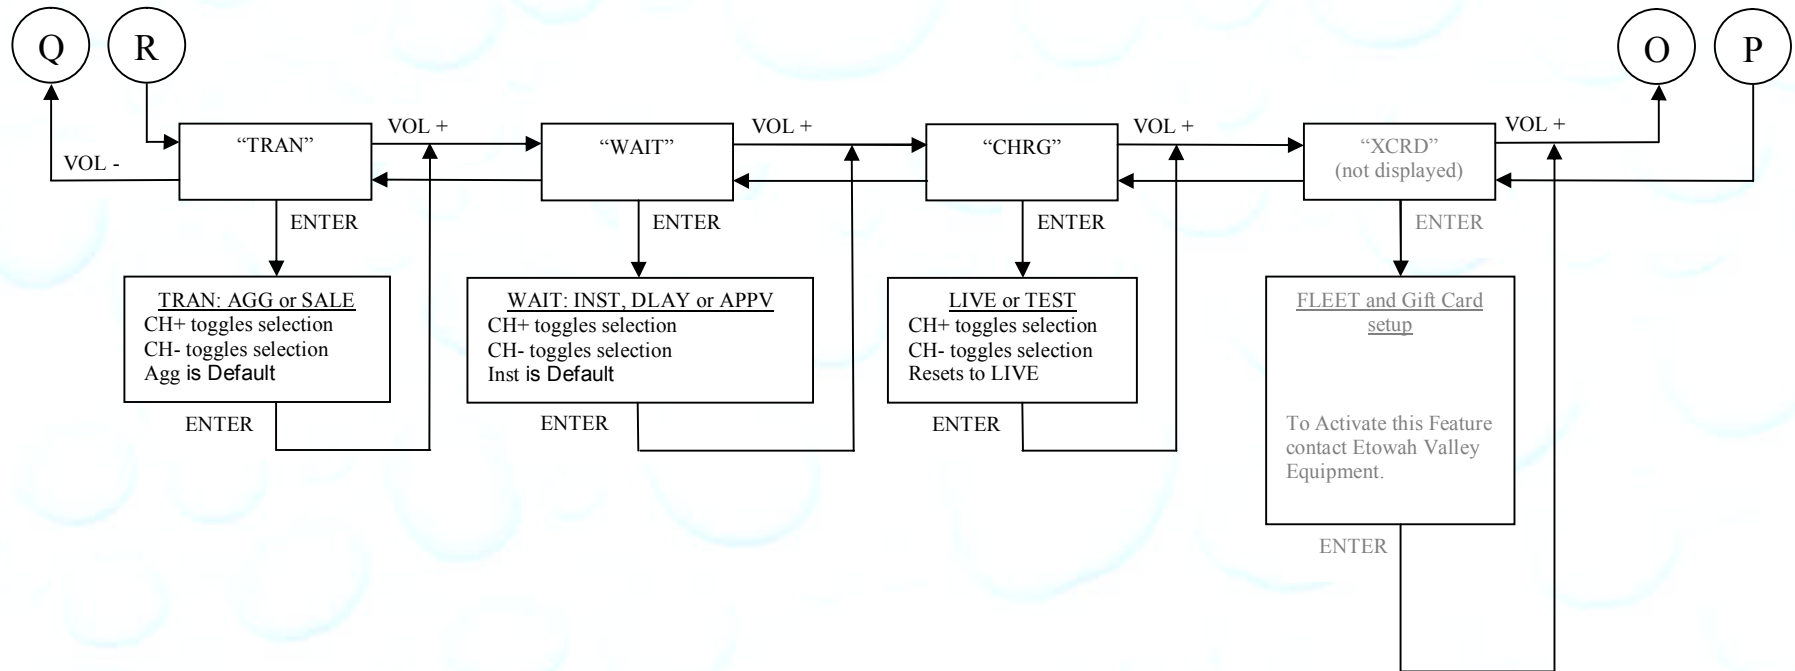 Q
R
O
P
VOL +
VOL +
VOL +
VOL +
“TRAN”
“WAIT”
“CHRG”
“XCRD”
(not displayed)
VOL -
ENTER
ENTER
ENTER
ENTER
TRAN: AGG or SALE
CH+ toggles selection
CH- toggles selection
Agg is Default
WAIT: INST, DLAY or APPV
CH+ toggles selection
CH- toggles selection
Inst is Default
LIVE or TEST
CH+ toggles selection
CH- toggles selection
Resets to LIVE
FLEET and Gift Card
setup
To Activate this Feature
contact Etowah Valley
Equipment.
ENTER
ENTER
ENTER
ENTER